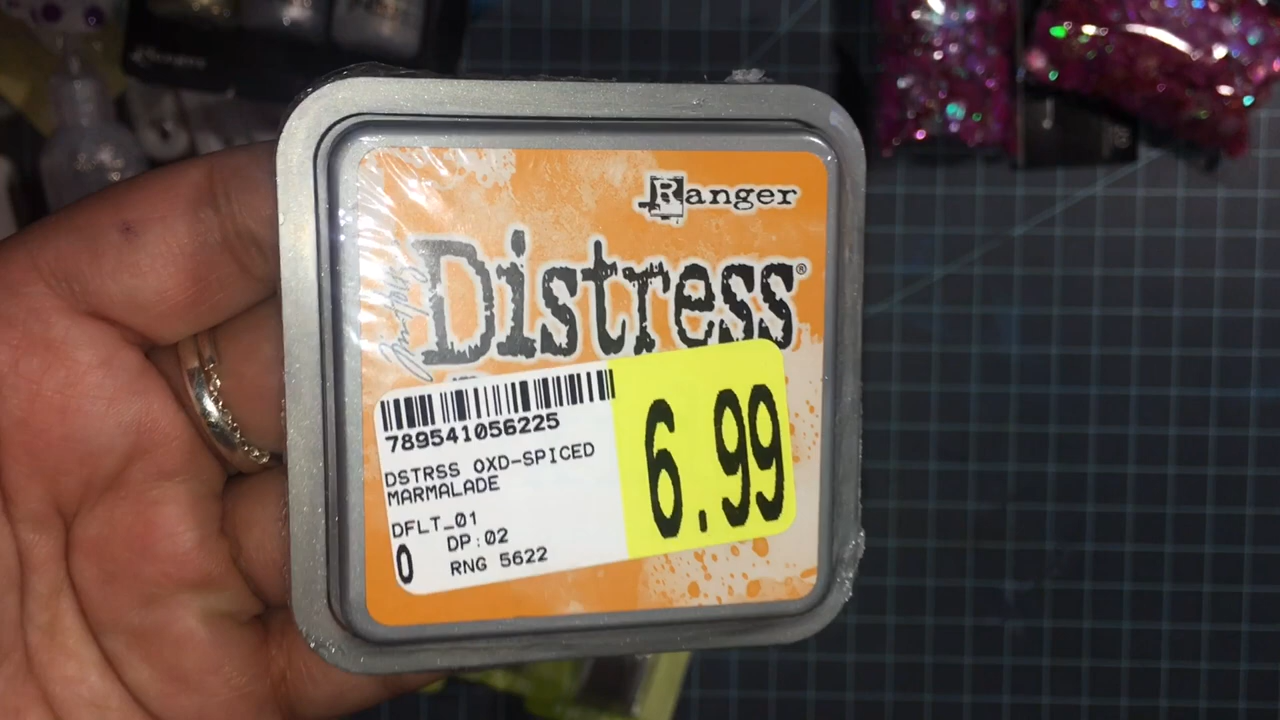 Ranger
Distress®
789541056225
DSTRSS OXD-SPICED
MARMALADE
DFLT_01
DP:02
0
RNG 5622
6.99